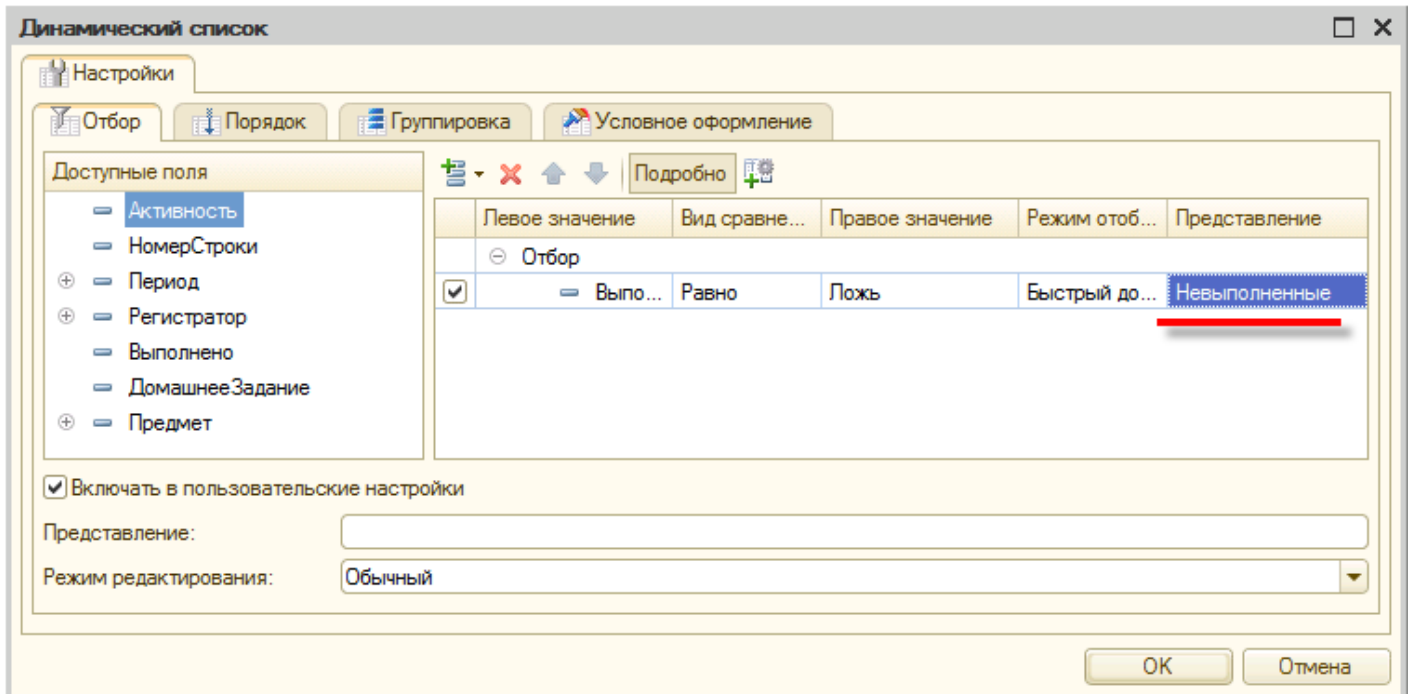 Динамический список
Настройки
Отбор Порядок Группировка Условное оформление
Доступные поля
Активность
НомерСтроки
Период
Регистратор
Выполнено
ДомашнееЗадание
Предмет
Подробно
Левое значение Вид сравне... Правое значение Режим отоб... Представление
Отбор
Выпо... Равно Ложь Быстрый до... Невыполненные
Включать в пользовательские настройки
Представление:
Режим редактирования: Обычный
OK Отмена